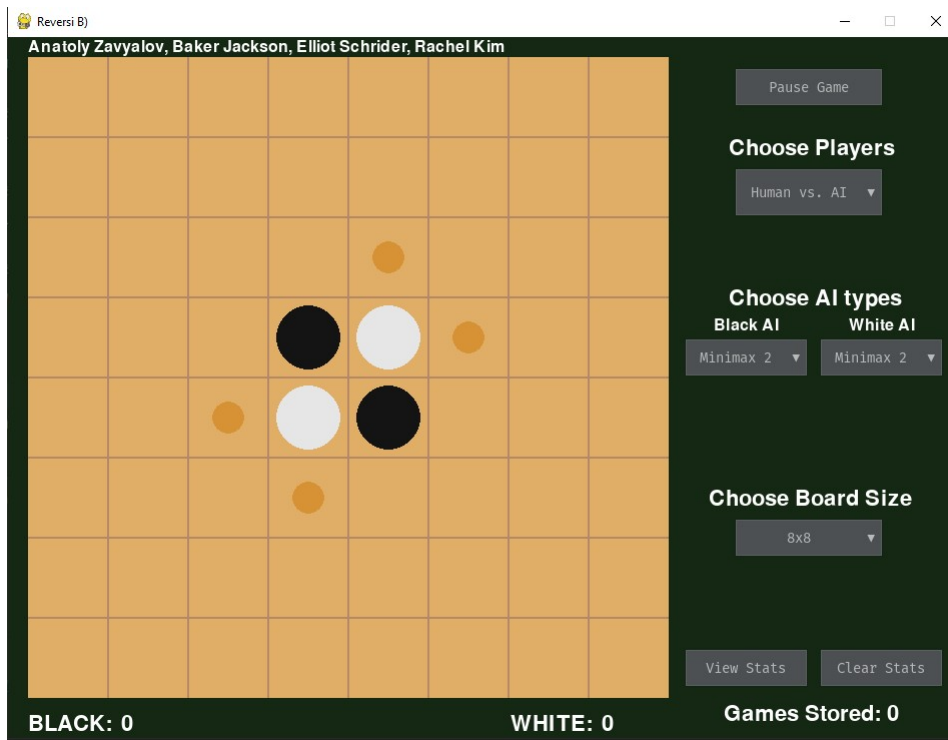 Reversi B)
Anatoly Zavyalov, Baker Jackson, Elliot Schrider, Rachel Kim
Pause Game
Choose Players
Human vs. AI
Choose AI types
Black AI
White AI
Minimax 2
Minimax 2
Choose Board Size
8x8
View Stats
Clear Stats
Games Stored: 0
BLACK: 0
WHITE: 0